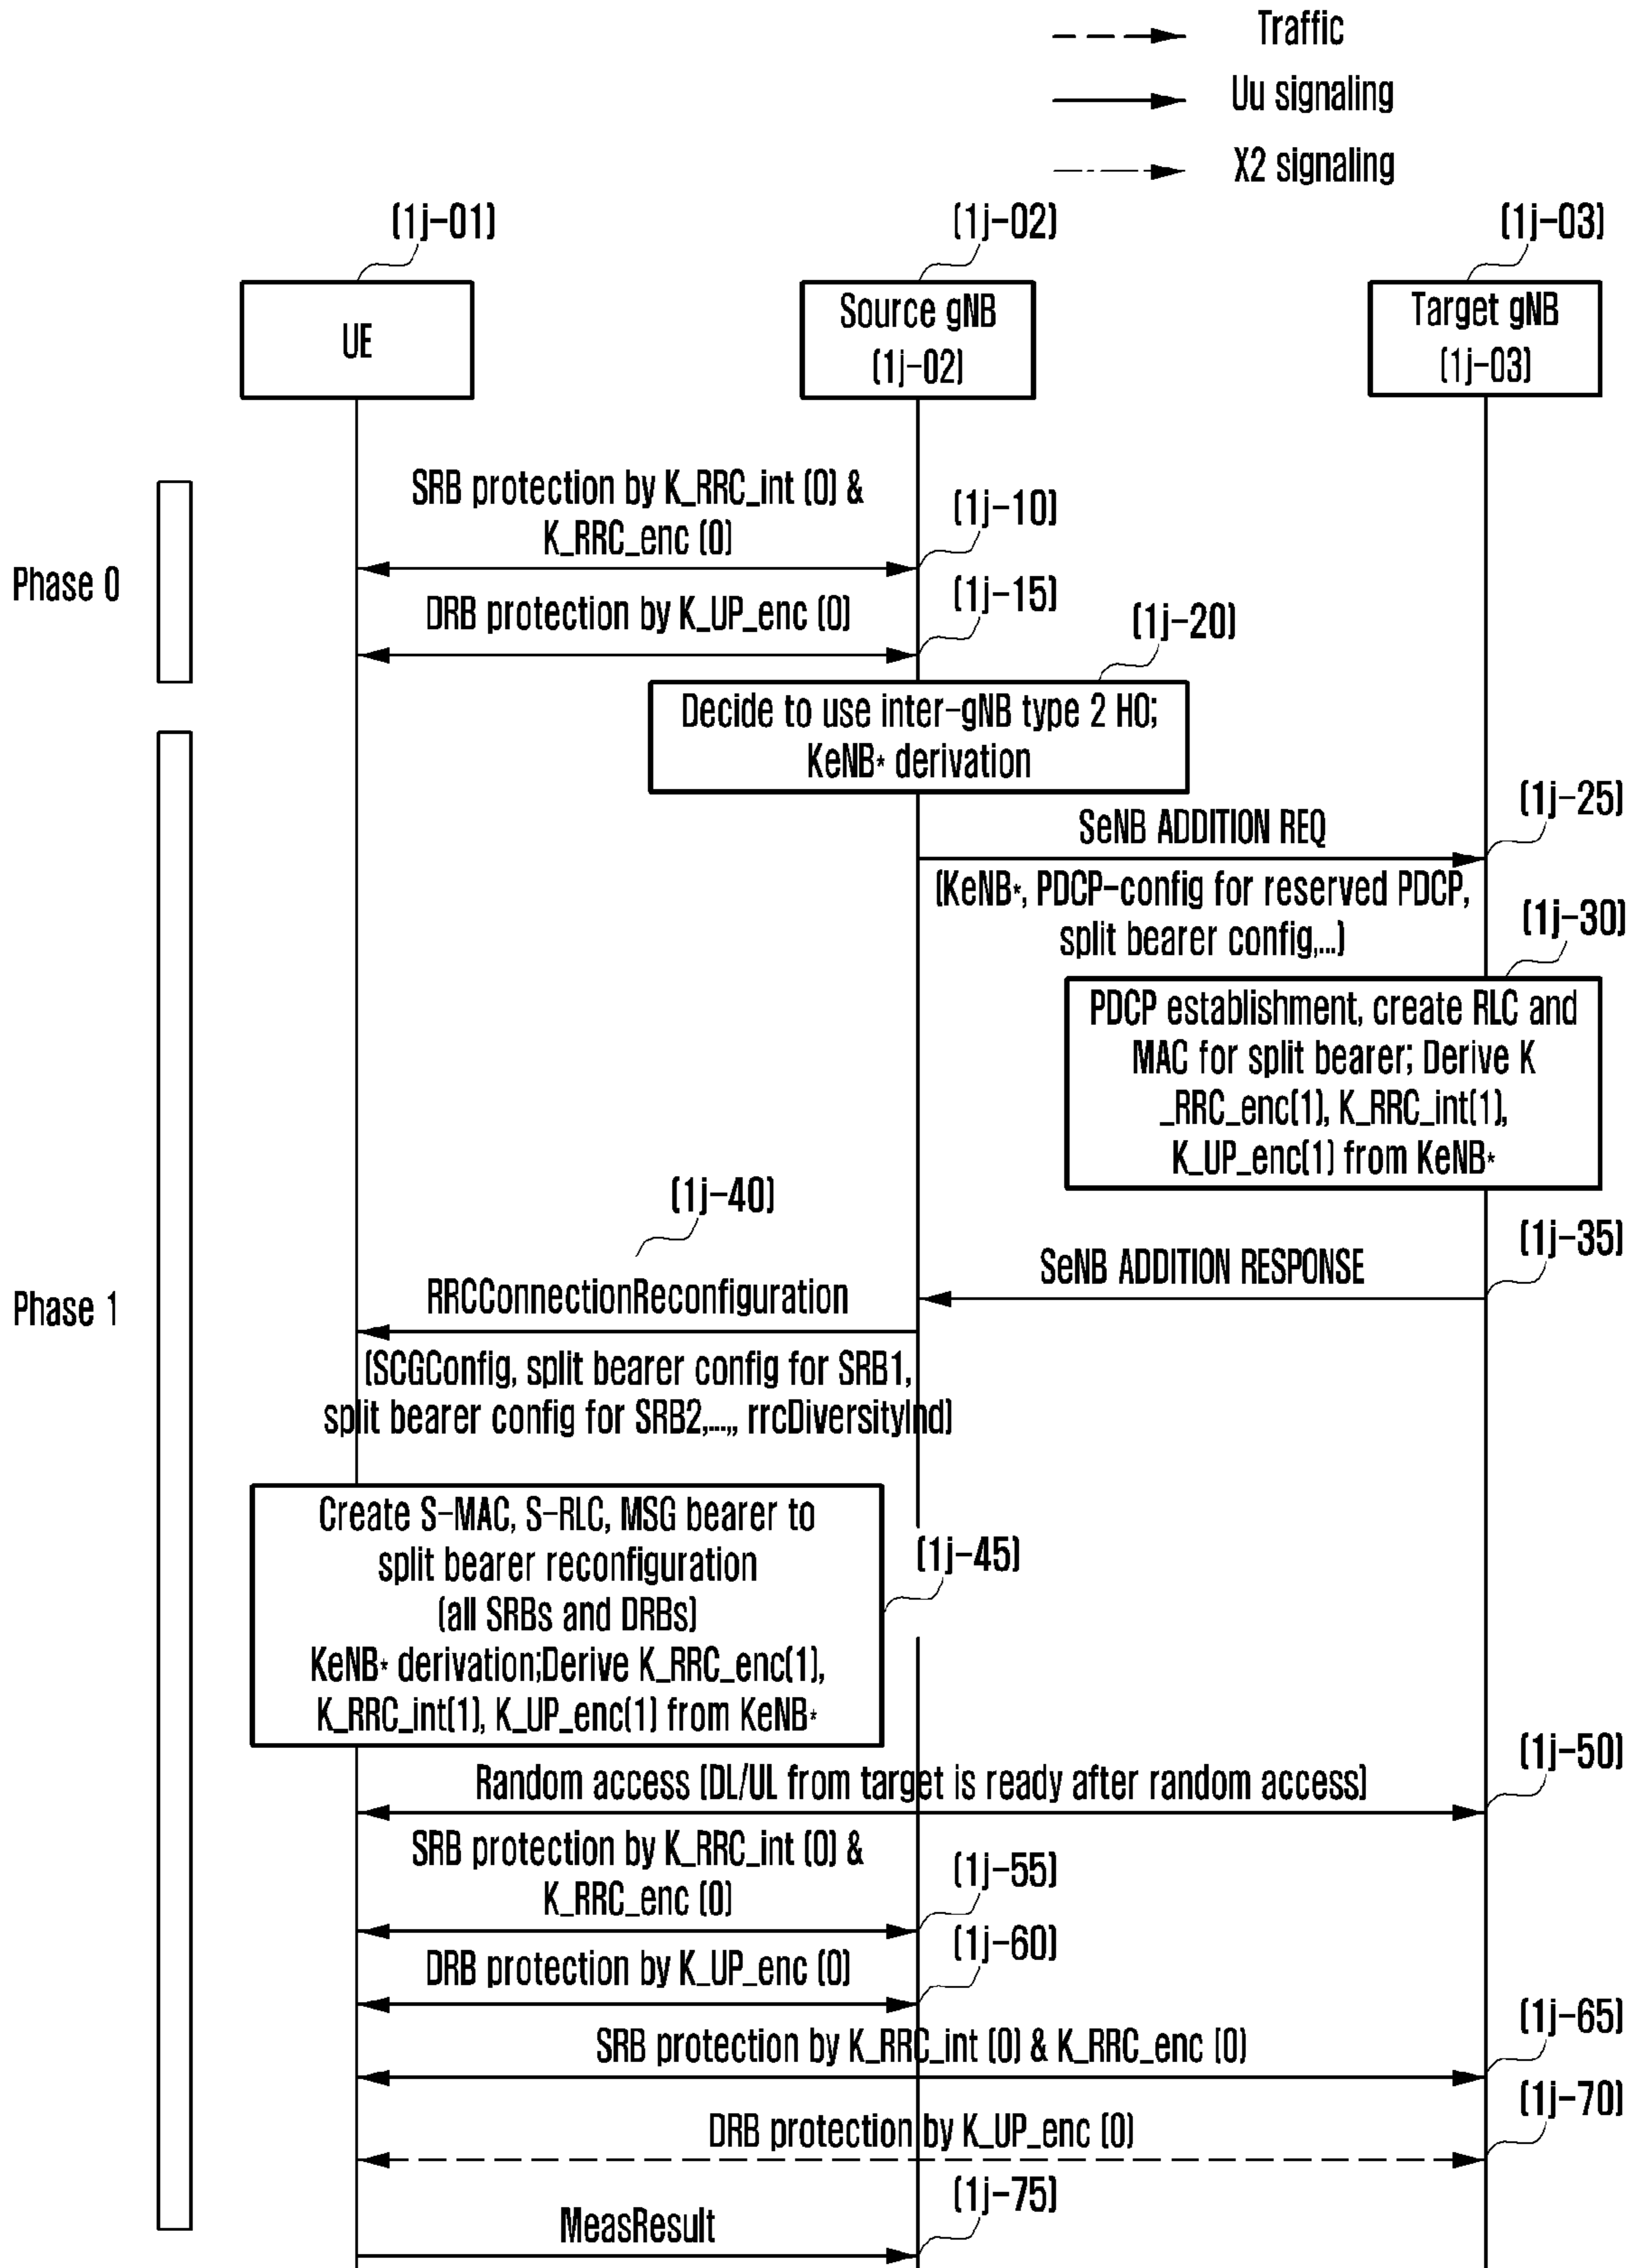 Traffic
Uu signaling
X2 signaling
(1j-01)
(1j-02)
(1j-03)
UE
Source gNB
(1j-02)
Target gNB
(1j-03)
Phase 0
SRB protection by K_RRC_int (0) &
K_RRC_enc (0)
(1j-10)
DRB protection by K_UP_enc (0)
(1j-15)
(1j-20)
Decide to use inter-gNB type 2 HO;
KeNB* derivation
SeNB ADDITION REQ
(1j-25)
(KeNB*, PDCP-config for reserved PDCP,
split bearer config,...)
(1j-30)
PDCP establishment, create RLC and
MAC for split bearer; Derive K
_RRC_enc(1), K_RRC_int(1),
K_UP_enc(1) from KeNB*
Phase 1
(1j-35)
SeNB ADDITION RESPONSE
(1j-40)
RRCConnectionReconfiguration
(SCGConfig, split bearer config for SRB1,
split bearer config for SRB2,...,, rrcDiversityInd)
Create S-MAC, S-RLC, MSG bearer to
split bearer reconfiguration
(all SRBs and DRBs)
KeNB* derivation;Derive K_RRC_enc(1),
K_RRC_int(1), K_UP_enc(1) from KeNB*
(1j-45)
Random access (DL/UL from target is ready after random access)
(1j-50)
SRB protection by K_RRC_int (0) &
K_RRC_enc (0)
(1j-55)
DRB protection by K_UP_enc (0)
(1j-60)
SRB protection by K_RRC_int (0) & K_RRC_enc (0)
(1j-65)
DRB protection by K_UP_enc (0)
(1j-70)
MeasResult
(1j-75)